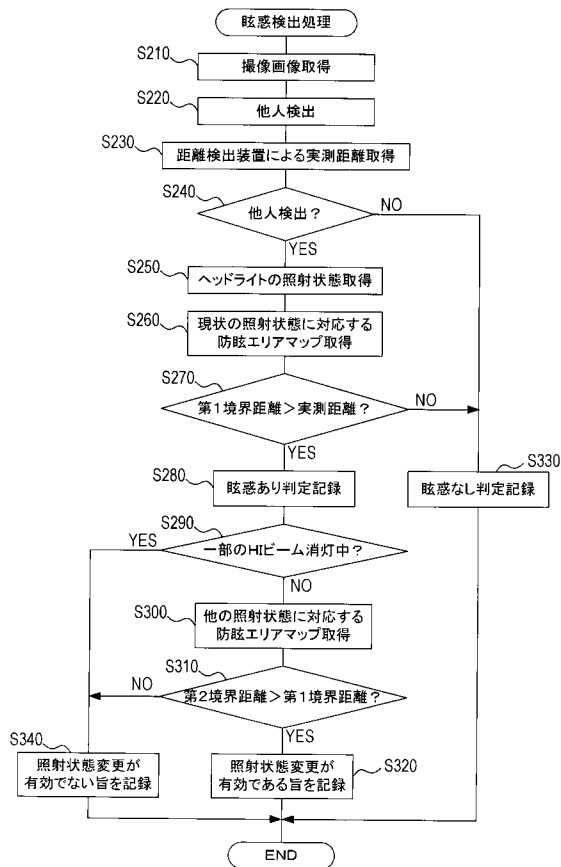 眩惑検出処理
S210
撮像画像取得
S220
他人検出
S230
距離検出装置による実測距離取得
S240
他人検出？
NO
YES
S250
ヘッドライトの照射状態取得
S260
現状の照射状態に対応する
防眩エリアマップ取得
S270
第1境界距離＞実測距離？
NO
YES
S280
眩惑あり判定記録
S330
眩惑なし判定記録
S290
YES
一部のHIビーム消灯中？
NO
S300
他の照射状態に対応する
防眩エリアマップ取得
S310
NO
第2境界距離＞第1境界距離？
YES
S340
照射状態変更が
有効でない旨を記録
S320
照射状態変更が
有効である旨を記録
END